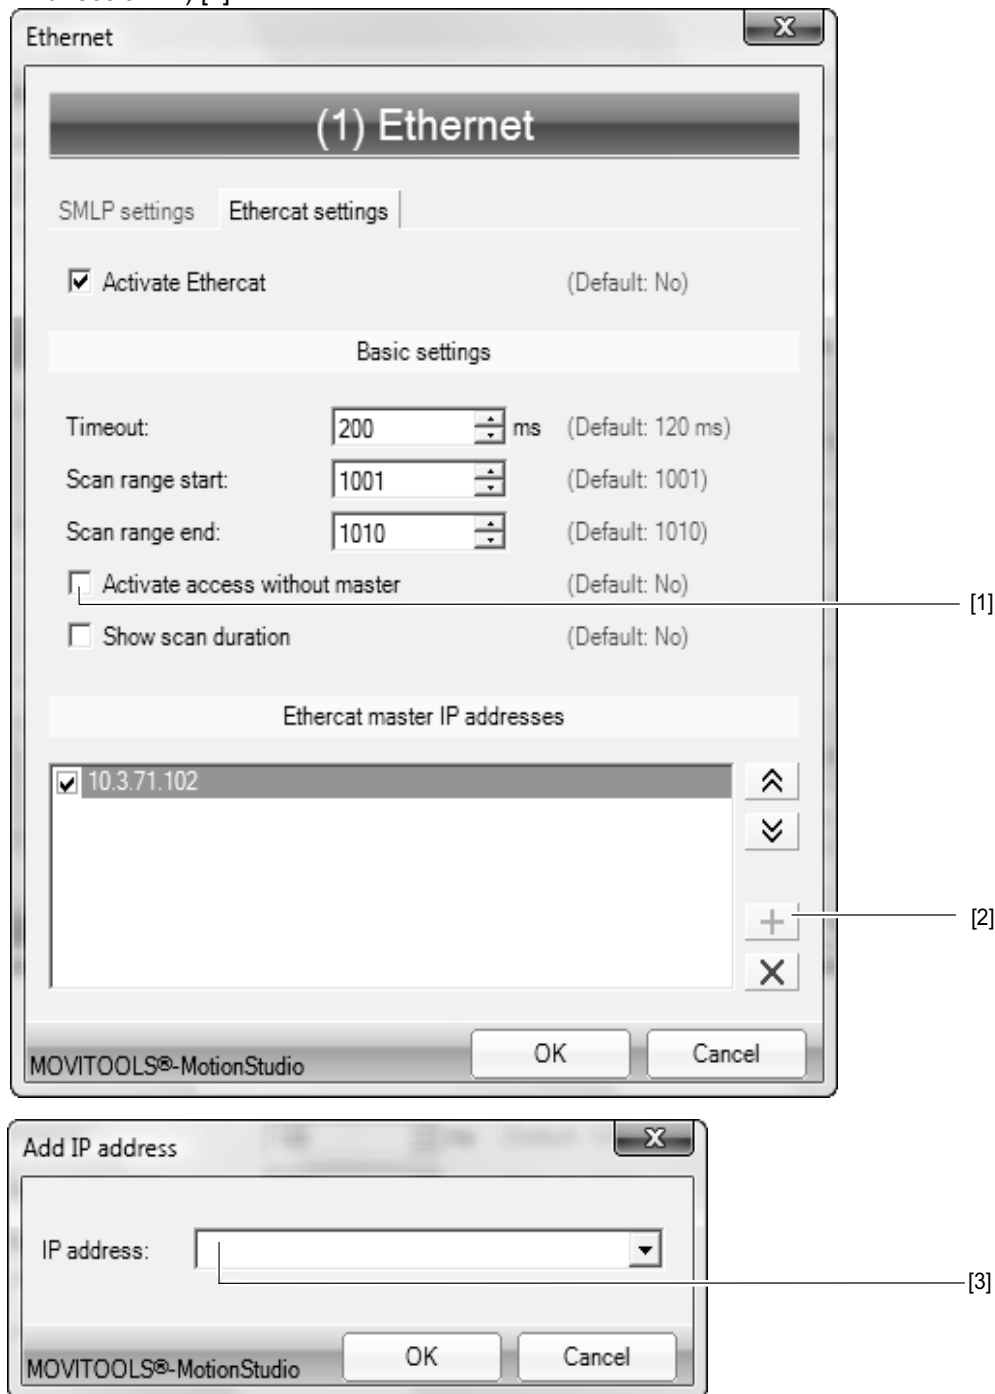 Ethernet
(1) Ethernet
SMLP settings Ethercat settings
Activate Ethercat (Default: No)
Basic settings
Timeout: 200 ms (Default: 120 ms)
Scan range start: 1001 (Default: 1001)
Scan range end: 1010 (Default: 1010)
Activate access without master (Default: No)
[1]
Show scan duration (Default: No)
Ethercat master IP addresses
10.3.71.102
[2]
MOVITOOLS®-MotionStudio OK Cancel
Add IP address
IP address:
[3]
MOVITOOLS®-MotionStudio OK Cancel